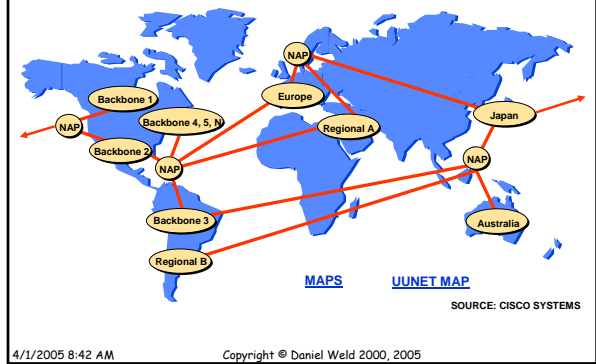 NAP
Backbone 1
Europe
Backbone 4, 5, N
Japan
NAP
Regional A
Backbone 2
NAP
NAP
Backbone 3
Australia
Regional B
MAPS
UUNET MAP
SOURCE: CISCO SYSTEMS
4/1/2005 8:42 AM
Copyright © Daniel Weld 2000, 2005